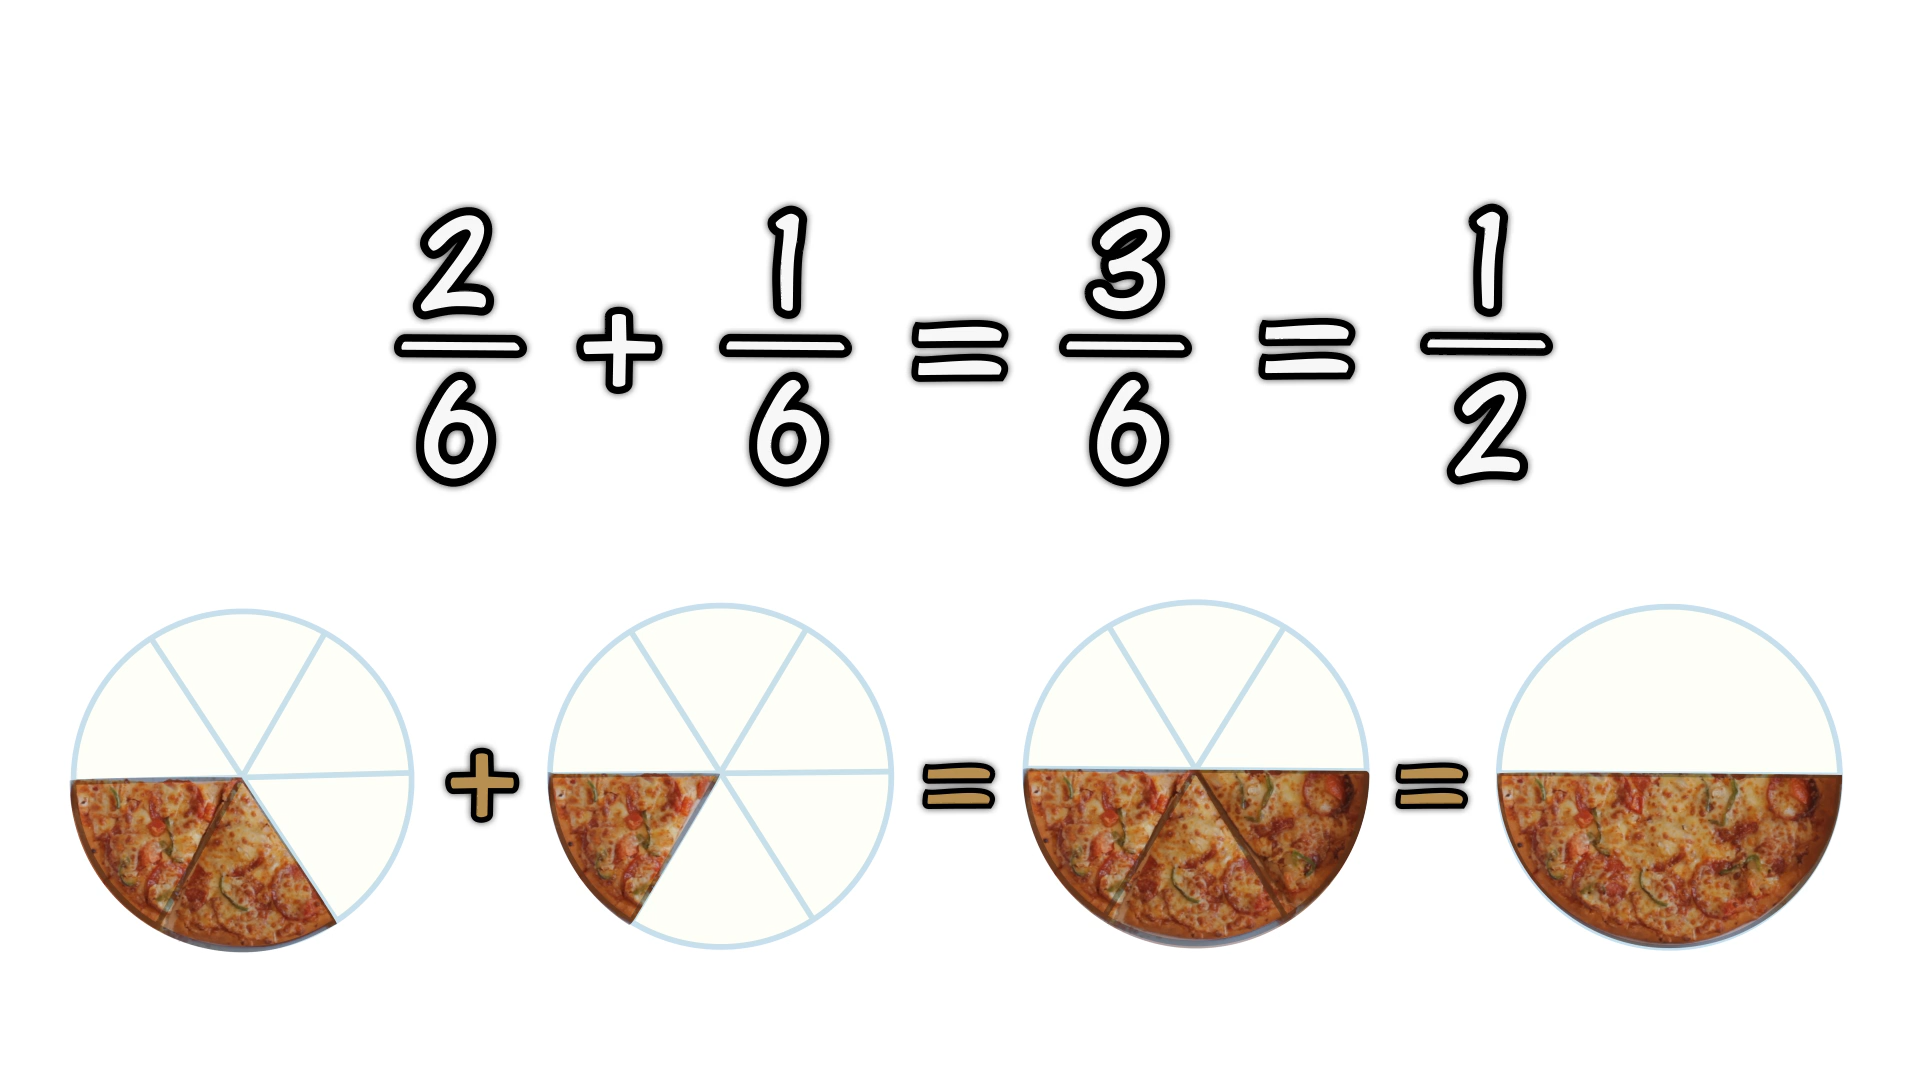 2/6 + 1/6 = 3/6 = 1/2
+ = =